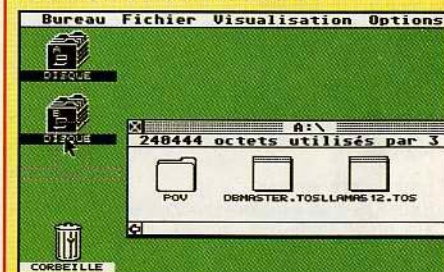 Bureau Fichier Visualisation Options
DISQUE
DISQUE
A:\
248444 octets utilisés par 3
POV
DBMASTER.TOS
LLAMAS12.TOS
CORBEILLE